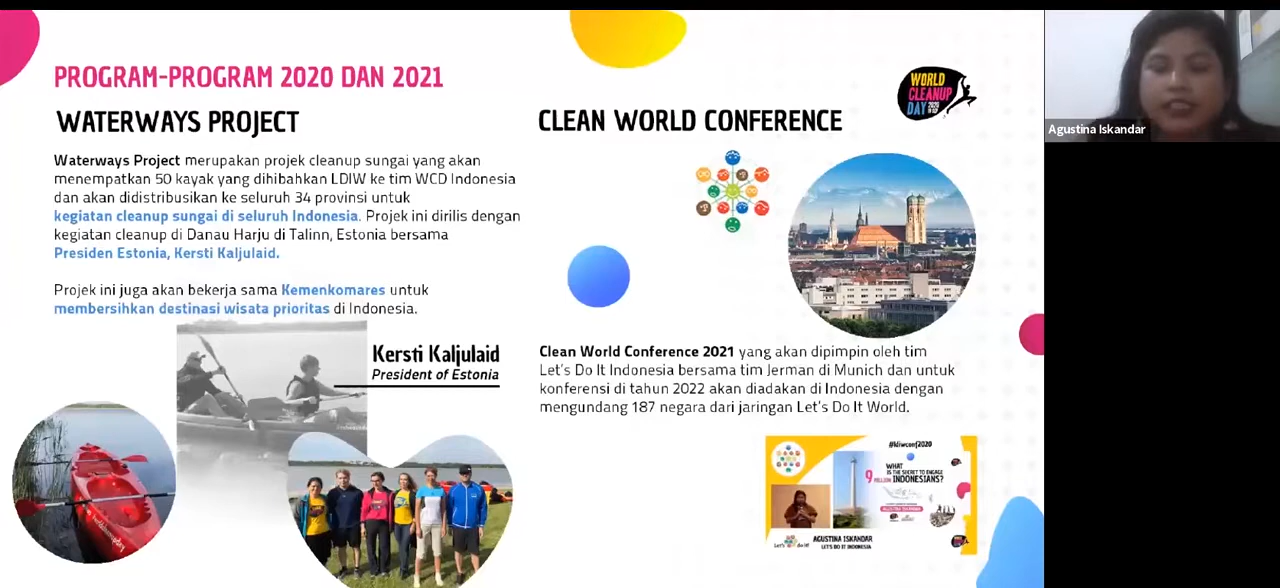 PROGRAM-PROGRAM 2020 DAN 2021
WATERWAYS PROJECT
Waterways Project merupakan projek cleanup sungai yang akan
menempatkan 50 kayak yang dihibahkan LDIW ke tim WCD Indonesia
dan akan didistribusikan ke seluruh 34 provinsi untuk
kegiatan cleanup sungai di seluruh Indonesia. Projek ini dirilis dengan
kegiatan cleanup di Danau Harju di Talinn, Estonia bersama
Presiden Estonia, Kersti Kaljulaid.
Projek ini juga akan bekerja sama Kemenkomares untuk
membersihkan destinasi wisata prioritas di Indonesia.
Kersti Kaljulaid
President of Estonia
CLEAN WORLD CONFERENCE
WORLD
CLEANUP
DAY 2020
Clean World Conference 2021 yang akan dipimpin oleh tim
Let's Do It Indonesia bersama tim Jerman di Munich dan untuk
konferensi di tahun 2022 akan diadakan di Indonesia dengan
mengundang 187 negara dari jaringan Let's Do It World.
#ldiwconf2020
WHAT
IS THE SECRET TO ENGAGE
9 MILLION INDONESIANS?
AGUSTINA ISKANDAR
Let's do it!
AGUSTINA ISKANDAR
LET'S DO IT INDONESIA
Agustina Iskandar